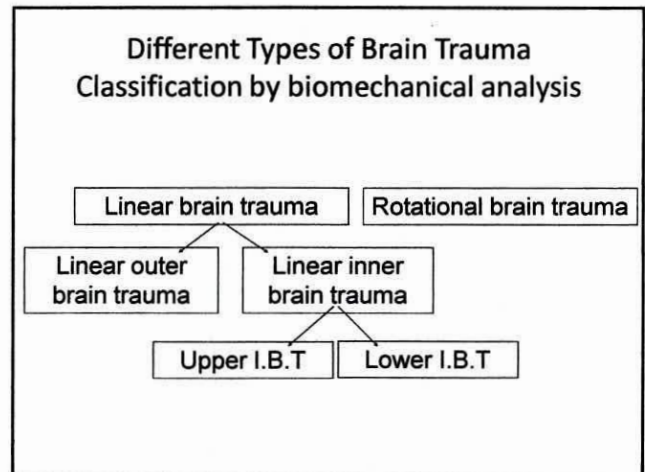 Different Types of Brain Trauma
Classification by biomechanical analysis
Linear brain trauma
Rotational brain trauma
Linear outer
brain trauma
Linear inner
brain trauma
Upper I.B.T
Lower I.B.T